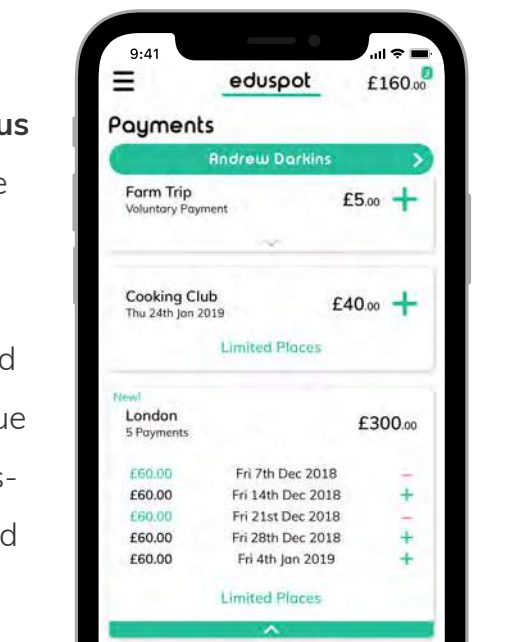 us
e
d
ue
s-
d
9:41
eduspot
£160.00
2
Payments
Andrew Darkins
Farm Trip
Voluntary Payment
£5.00
Cooking Club
Thu 24th Jan 2019
£40.00
Limited Places
New!
London
5 Payments
£300.00
£60.00 Fri 7th Dec 2018 –
£60.00 Fri 14th Dec 2018 +
£60.00 Fri 21st Dec 2018 –
£60.00 Fri 28th Dec 2018 +
£60.00 Fri 4th Jan 2019 +
Limited Places